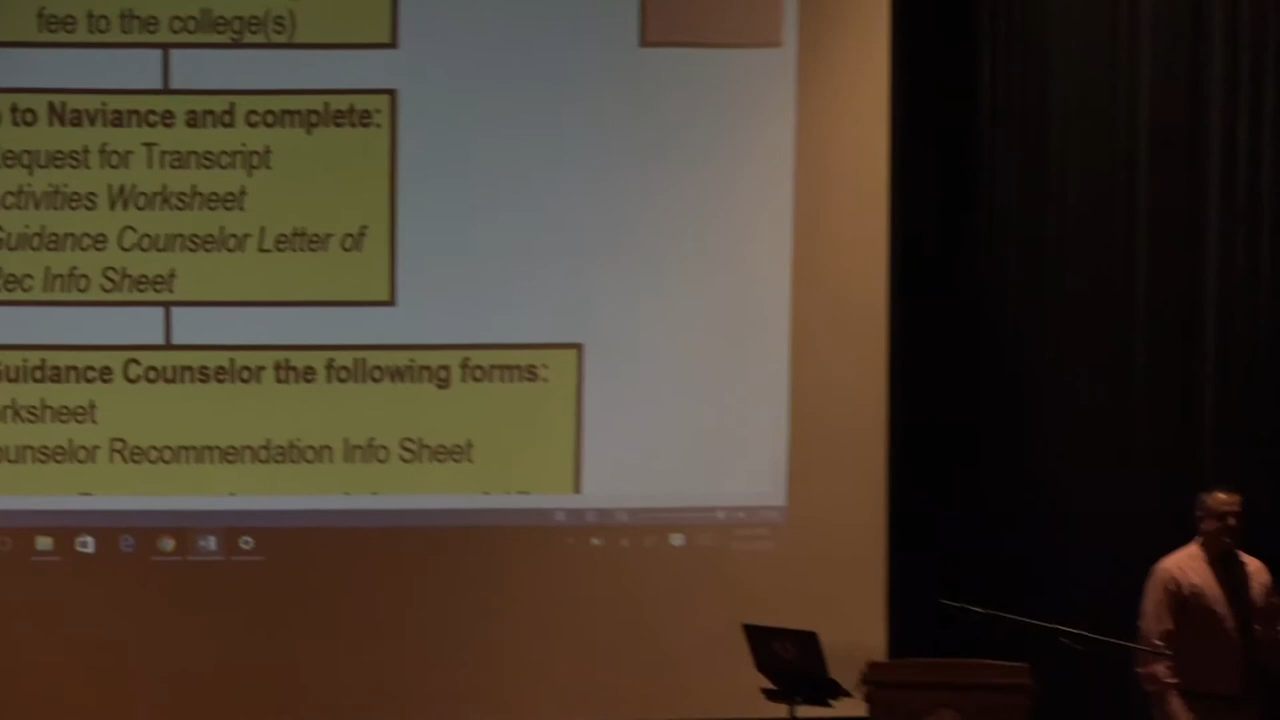 fee to the college(s)
to Naviance and complete:
equest for Transcript
ctivities Worksheet
Guidance Counselor Letter of
Rec Info Sheet
Guidance Counselor the following forms:
rksheet
ounselor Recommendation Info Sheet